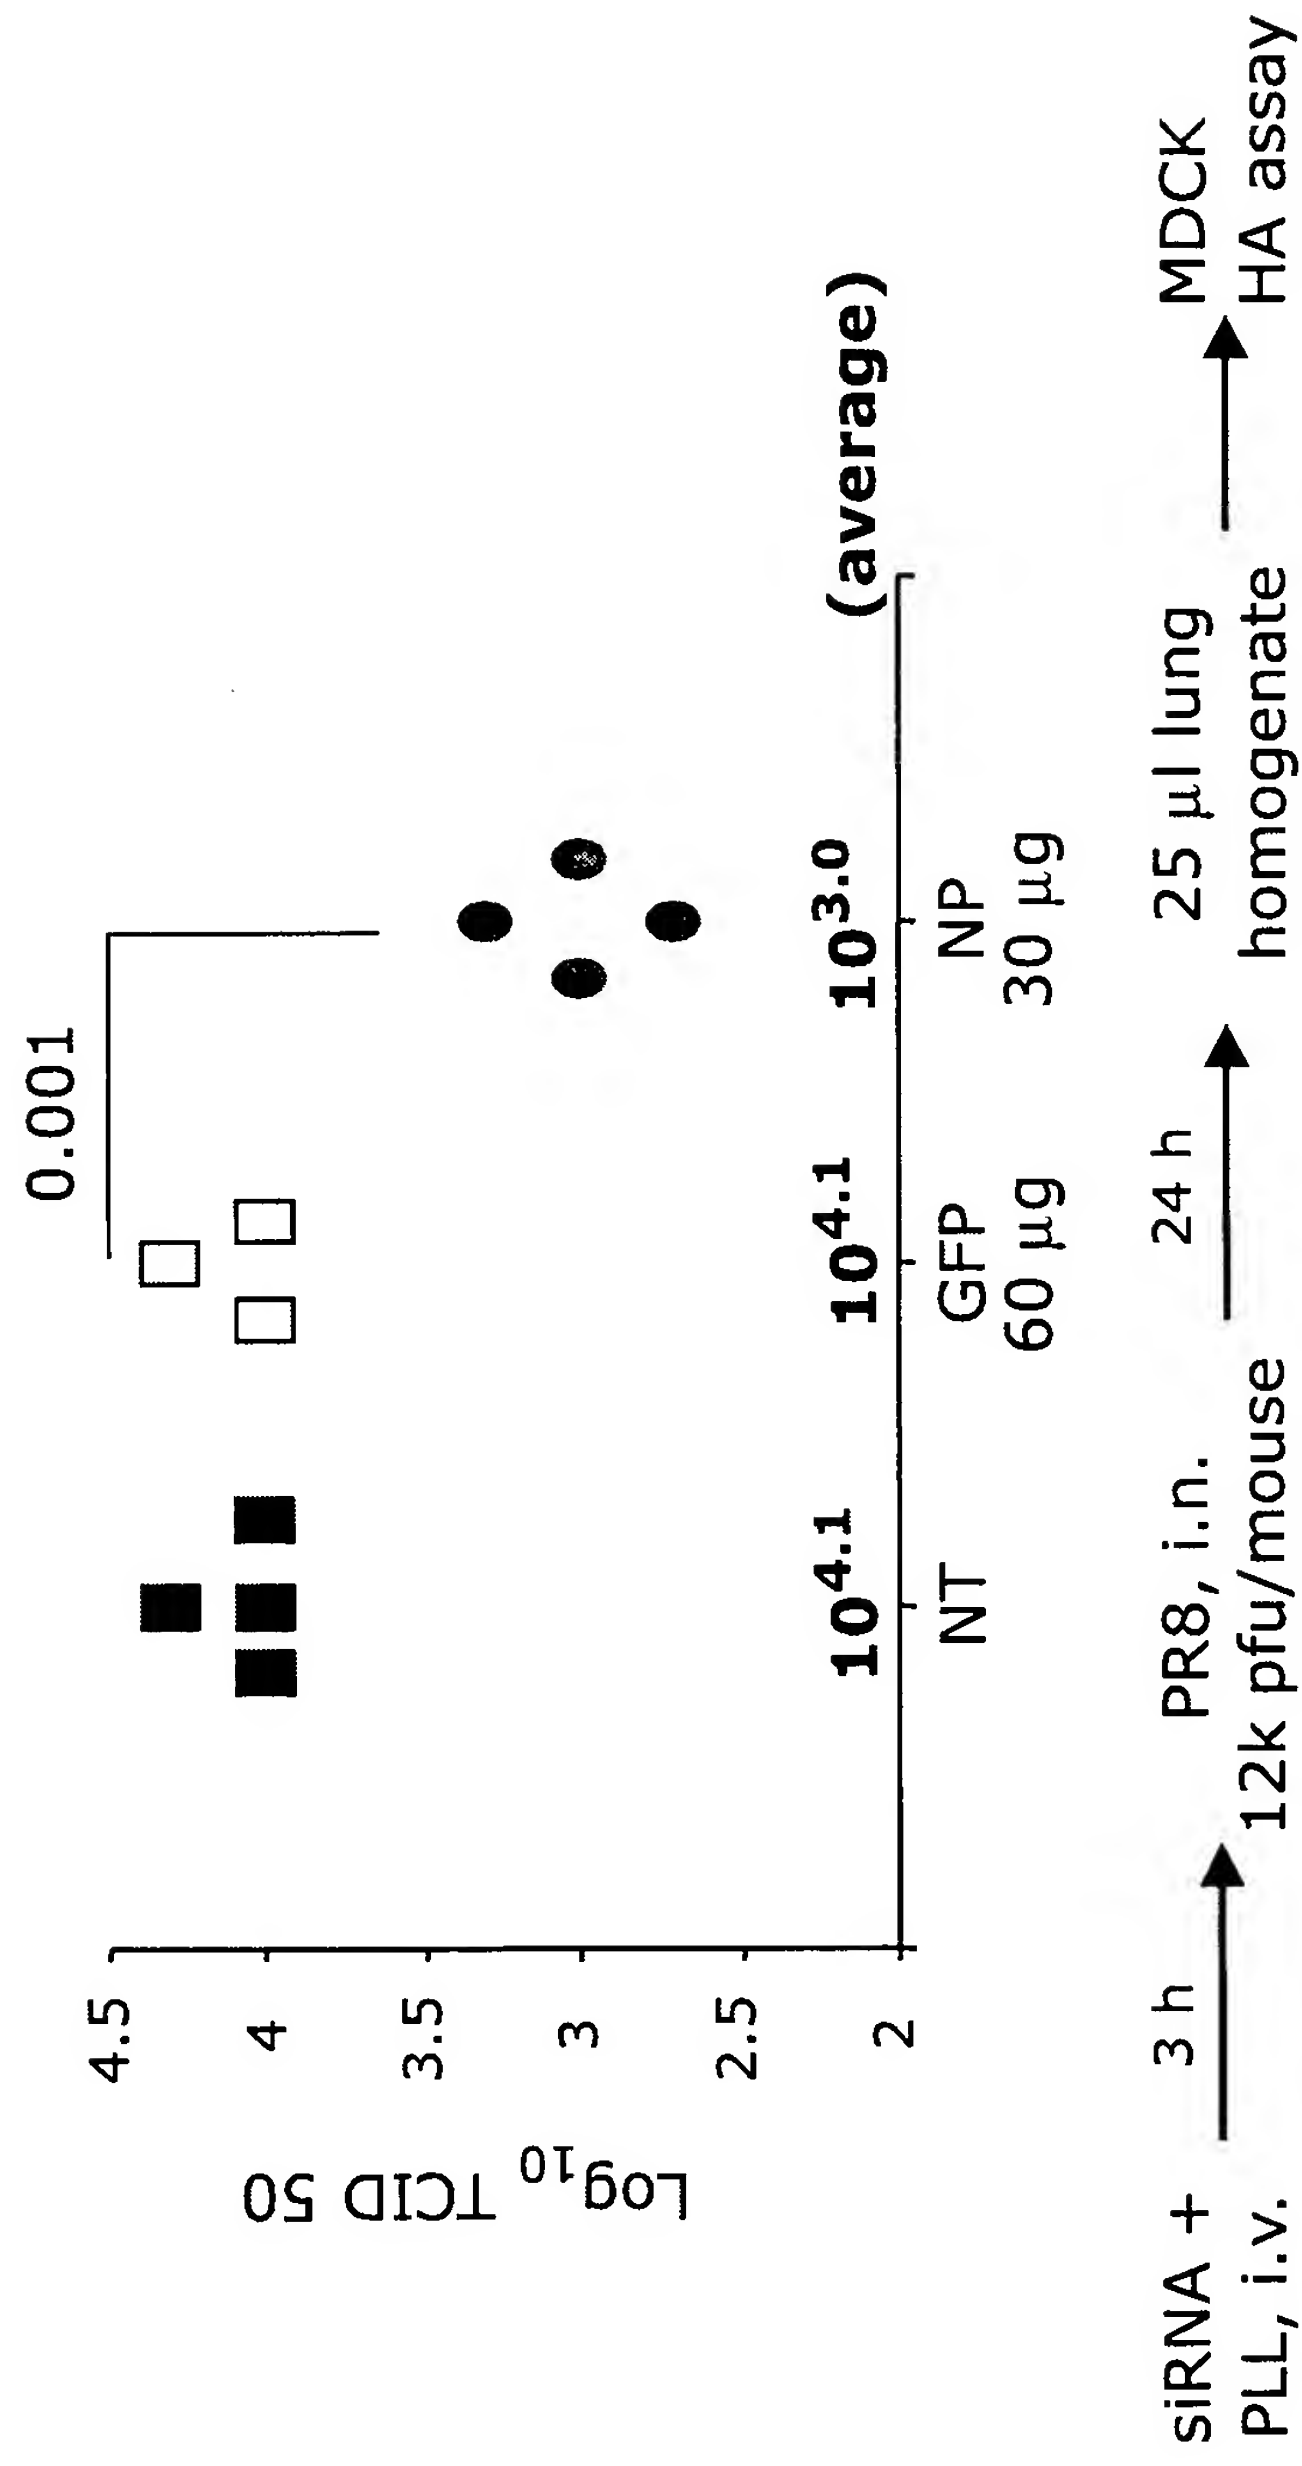 0.001
4.5
4
3.5
3
2.5
2
Log10 TCID 50
10^4.1 10^4.1 10^3.0 (average)
NT GFP NP
60 μg 30 μg
siRNA + 3 h PR8, i.n. 24 h 25 μl lung MDCK
PLL, i.v. 12k pfu/mouse homogenate HA assay